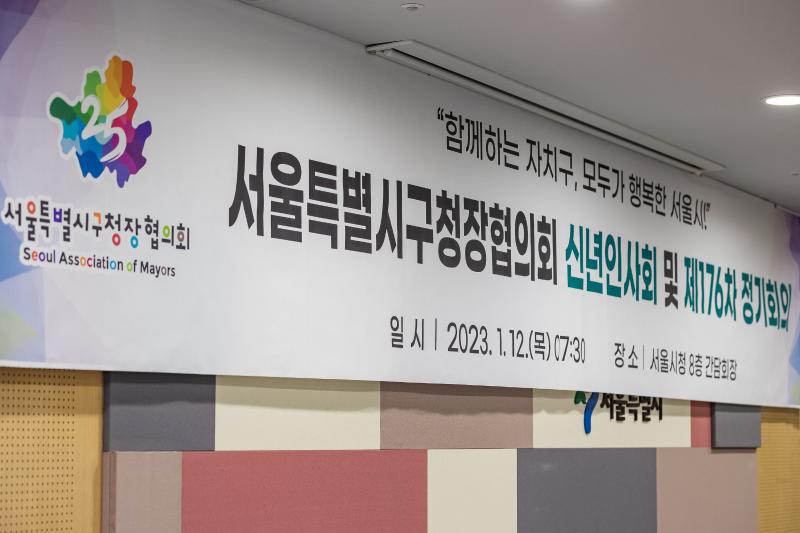 25
서울특별시구청장협의회
Seoul Association of Mayors
“함께하는 자치구, 모두가 행복한 서울시!”
서울특별시구청장협의회 신년인사회 및 제176차 정기회의
일 시 | 2023. 1. 12.(목) 07:30
장 소 | 서울시청 8층 간담회장
서울특별시